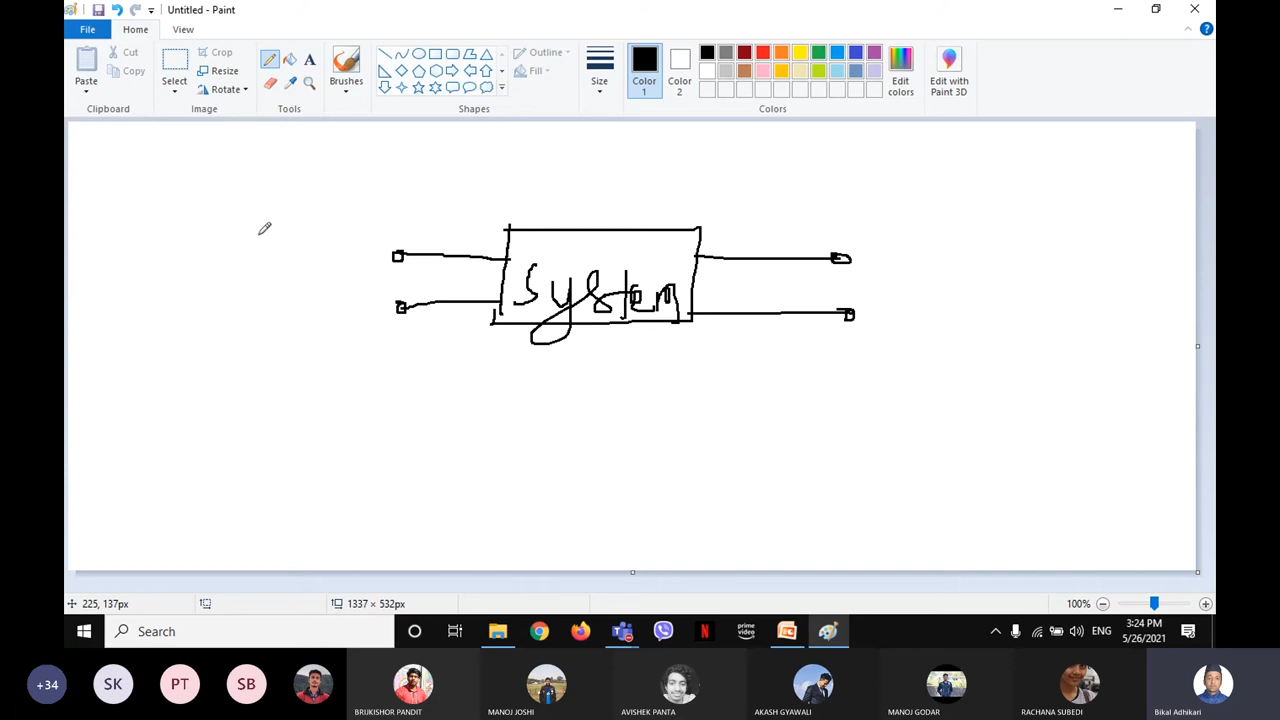 Untitled - Paint
File Home View
Paste
Cut
Copy
Clipboard
Select
Crop
Resize
Rotate
Image
Tools
A
Brushes
Shapes
Outline
Fill
Size
Color 1
Color 2
Edit colors
Colors
Edit with Paint 3D
System
225, 137px
1337 × 532px
100%
Search
prime video
ENG
3:24 PM
5/26/2021
+34 SK PT SB
BRIJKISHOR PANDIT MANOJ JOSHI AVISHEK PANTA AKASH GYAWALI MANOJ GODAR RACHANA SUBEDI Bikal Adhikari